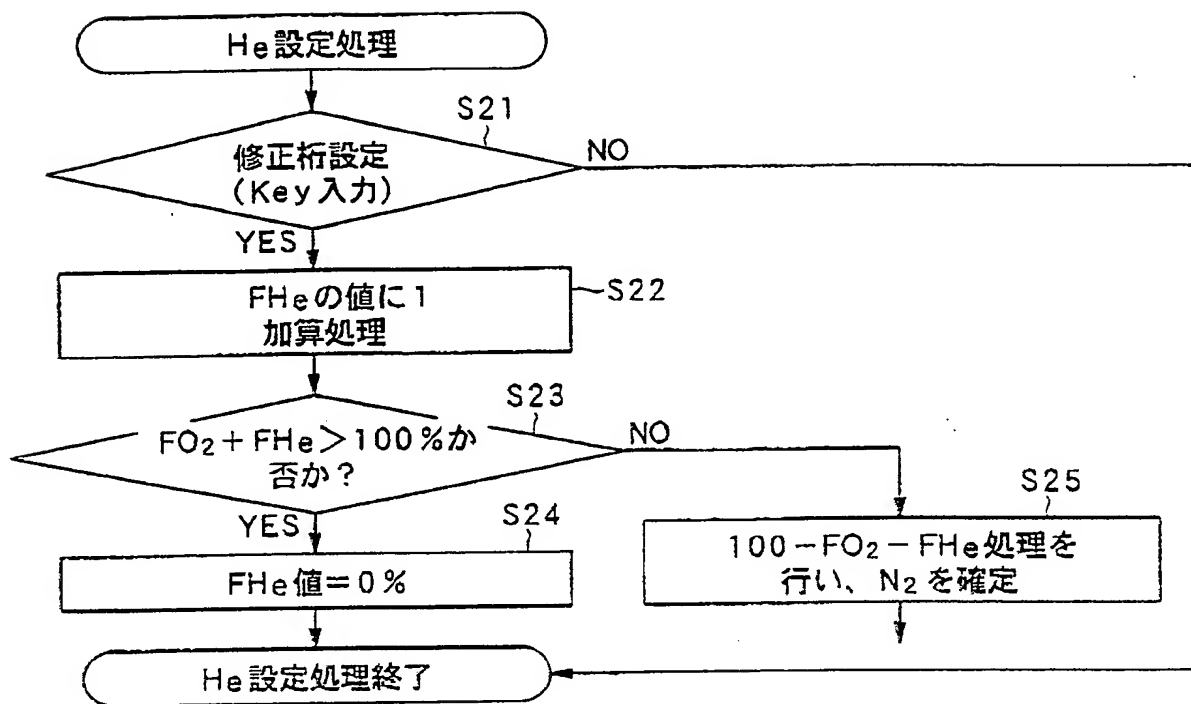 He設定処理
S21
修正桁設定
(Key入力)
NO
YES
FHeの値に1
加算処理
S22
S23
FO₂+FHe>100%か
否か?
NO
YES
S24
FHe値=0%
S25
100-FO₂-FHe処理を
行い、N₂を確定
He設定処理終了